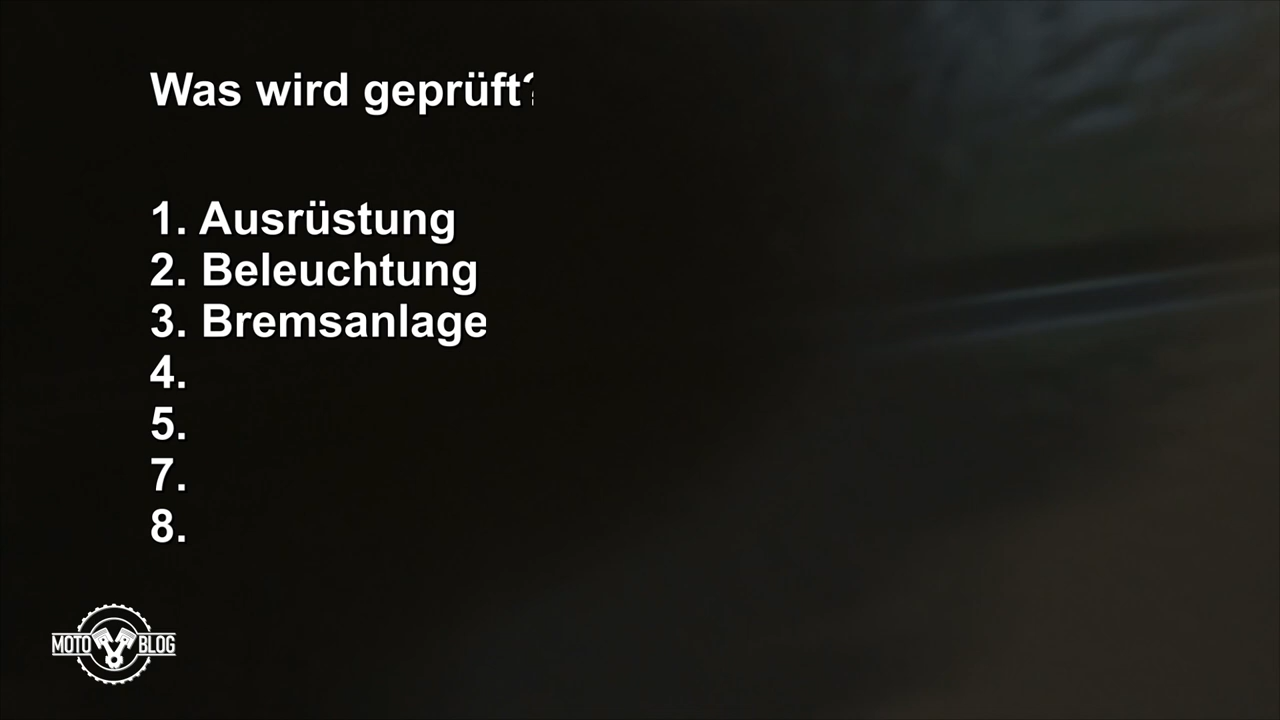 Was wird geprüft?
1. Ausrüstung
2. Beleuchtung
3. Bremsanlage
4.
5.
7.
8.
MOTO BLOG